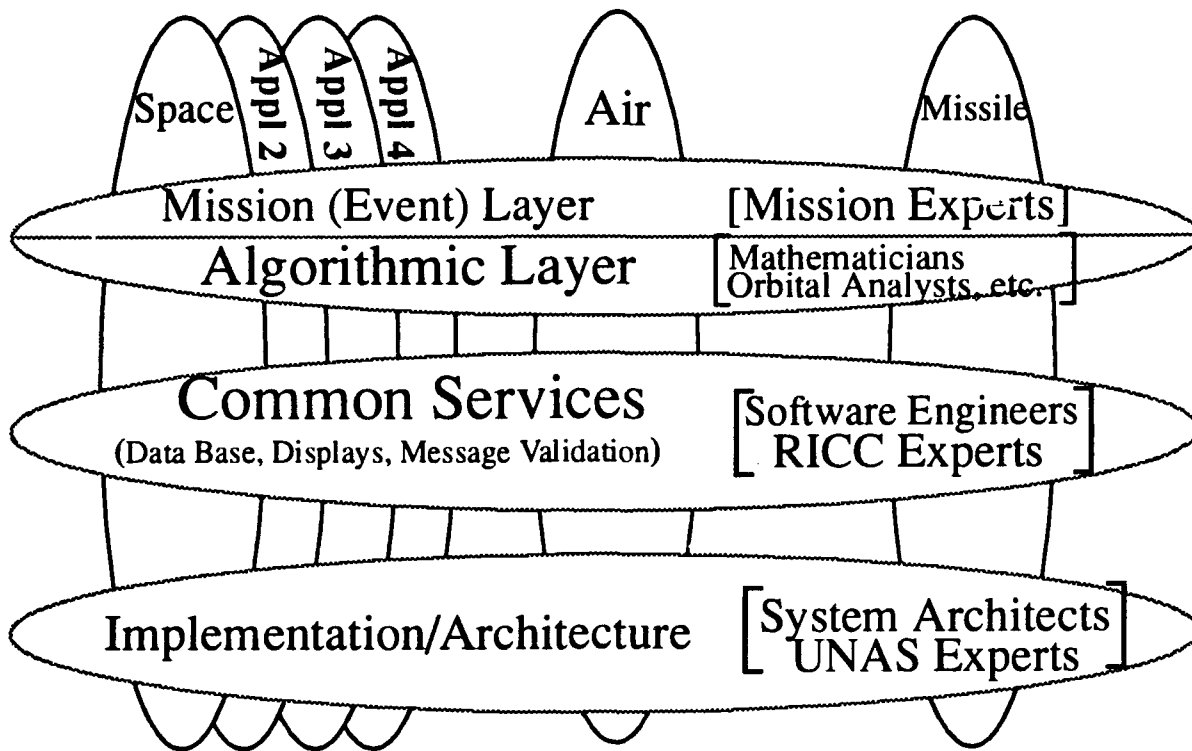 Space
Appl 2
Appl 3
Appl 4
Air
Missile
Mission (Event) Layer
[Mission Experts]
Algorithmic Layer
[Mathematicians
Orbital Analysts, etc.]
Common Services
(Data Base, Displays, Message Validation)
[Software Engineers
RICC Experts]
Implementation/Architecture
[System Architects
UNAS Experts]